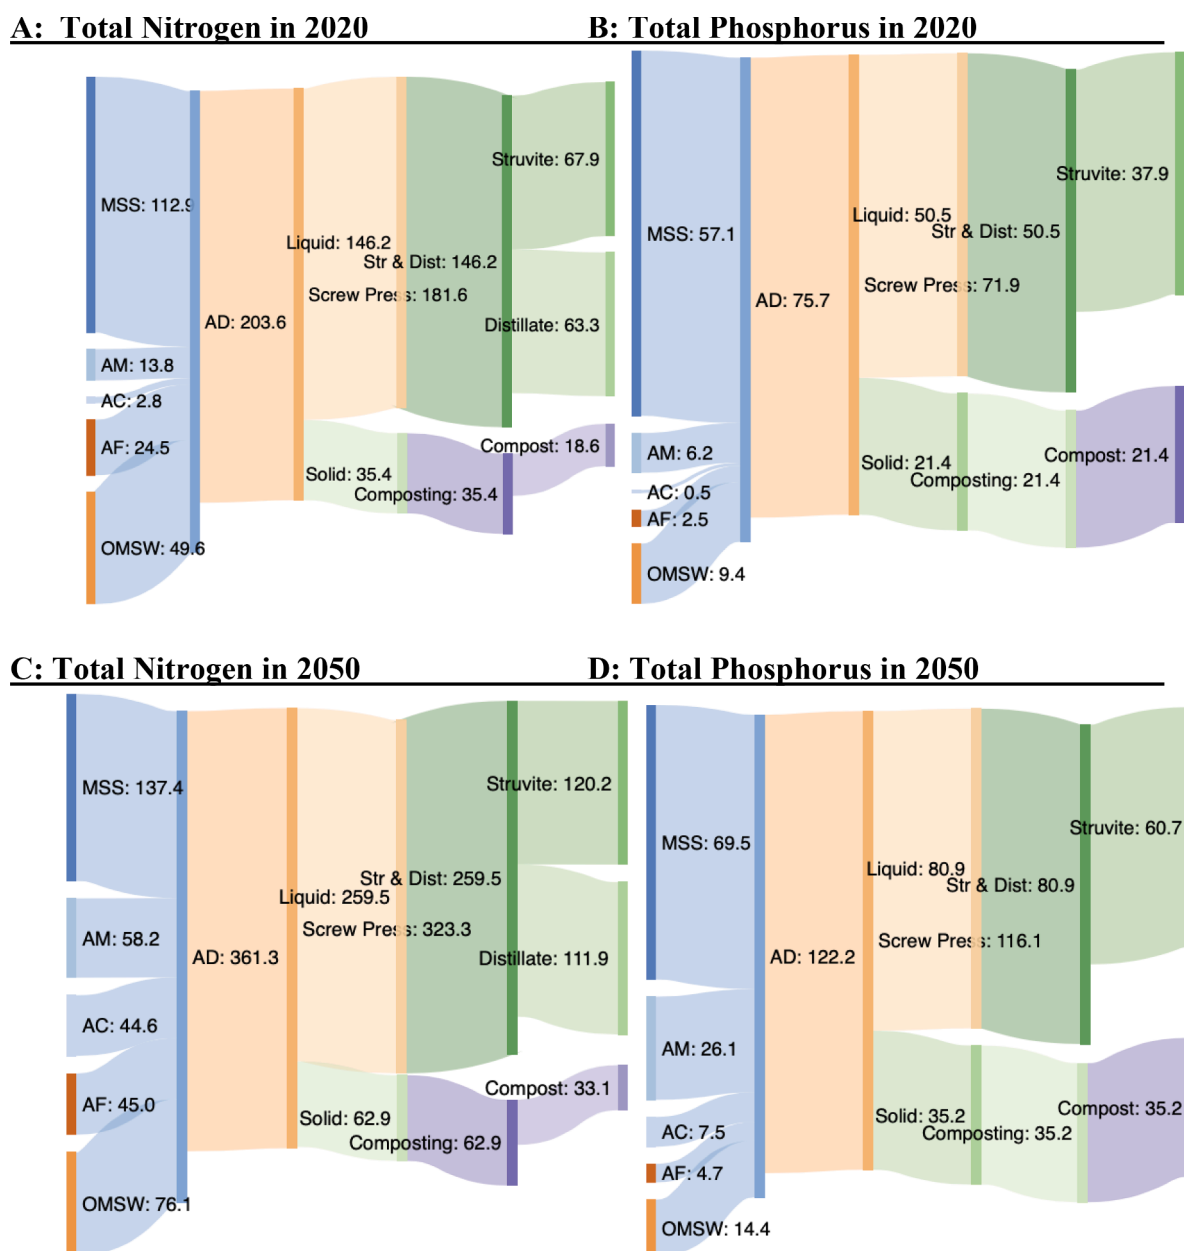 A: Total Nitrogen in 2020
B: Total Phosphorus in 2020
MSS: 112.9
AM: 13.8
AC: 2.8
AF: 24.5
OMSW: 49.6
AD: 203.6
Liquid: 146.2
Str & Dist: 146.2
Screw Press: 181.6
Solid: 35.4
Composting: 35.4
Struvite: 67.9
Distillate: 63.3
Compost: 18.6
MSS: 57.1
AM: 6.2
AC: 0.5
AF: 2.5
OMSW: 9.4
AD: 75.7
Liquid: 50.5
Str & Dist: 50.5
Screw Press: 71.9
Solid: 21.4
Composting: 21.4
Struvite: 37.9
Compost: 21.4
C: Total Nitrogen in 2050
D: Total Phosphorus in 2050
MSS: 137.4
AM: 58.2
AC: 44.6
AF: 45.0
OMSW: 76.1
AD: 361.3
Str & Dist: 259.5
Liquid: 259.5
Screw Press: 323.3
Solid: 62.9
Composting: 62.9
Struvite: 120.2
Distillate: 111.9
Compost: 33.1
MSS: 69.5
AM: 26.1
AC: 7.5
AF: 4.7
OMSW: 14.4
AD: 122.2
Liquid: 80.9
Str & Dist: 80.9
Screw Press: 116.1
Solid: 35.2
Composting: 35.2
Struvite: 60.7
Compost: 35.2